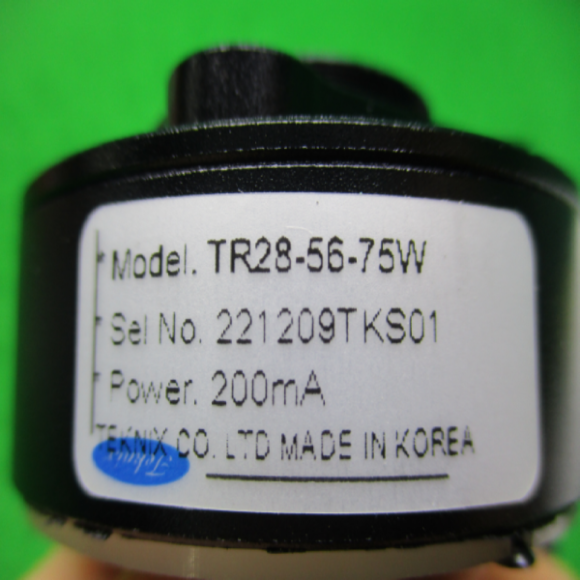 * Model. TR28-56-75W
* Sel No. 221209TKS01
* Power. 200mA
TEKNIX CO. LTD MADE IN KOREA